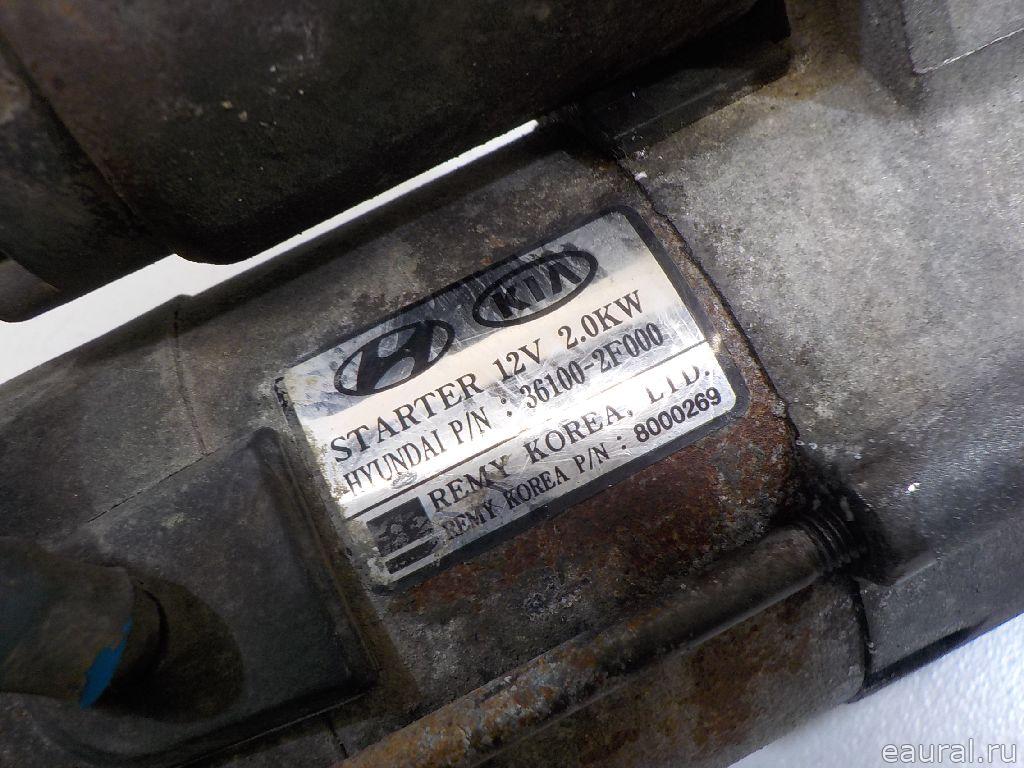 KIA
STARTER 12V 2.0KW
HYUNDAI P/N : 36100-2F000
REMY KOREA, LTD.
REMY KOREA P/N : 8000269
eaural.ru